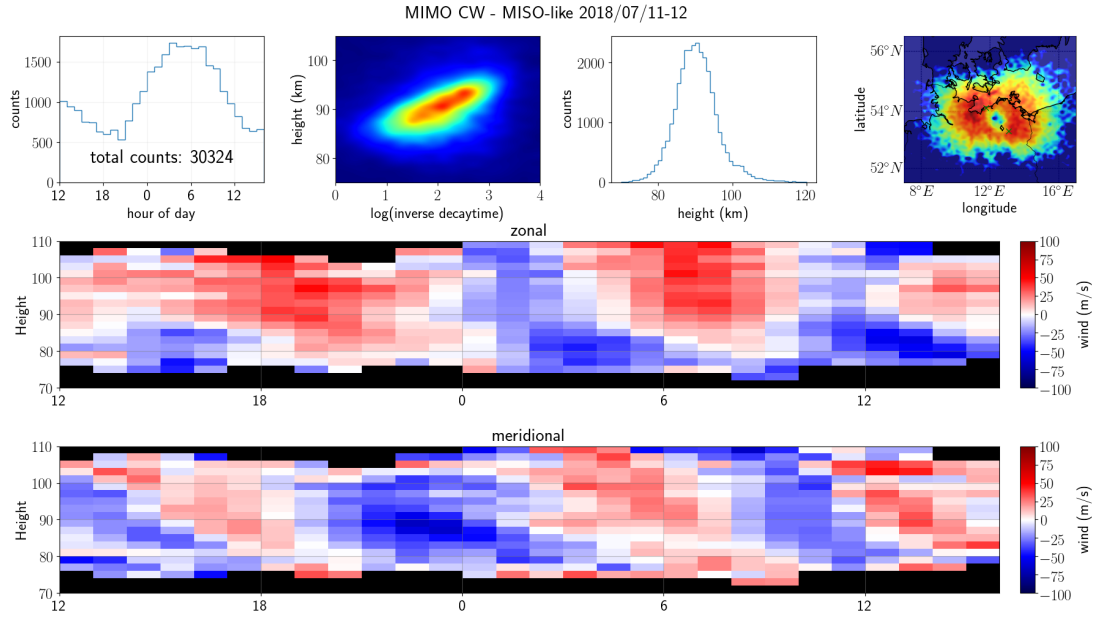 MIMO CW - MISO-like 2018/07/11-12
1500
1000
500
0
counts
total counts: 30324
12 18 0 6 12
hour of day
100
90
80
height (km)
0 1 2 3 4
log(inverse decaytime)
2000
1000
0
counts
80 100 120
height (km)
56°N
54°N
52°N
latitude
8°E 12°E 16°E
longitude
zonal
110
100
90
80
70
Height
12 18 0 6 12
100
75
50
25
0
−25
−50
−75
−100
wind (m/s)
meridional
110
100
90
80
70
Height
12 18 0 6 12
100
75
50
25
0
−25
−50
−75
−100
wind (m/s)